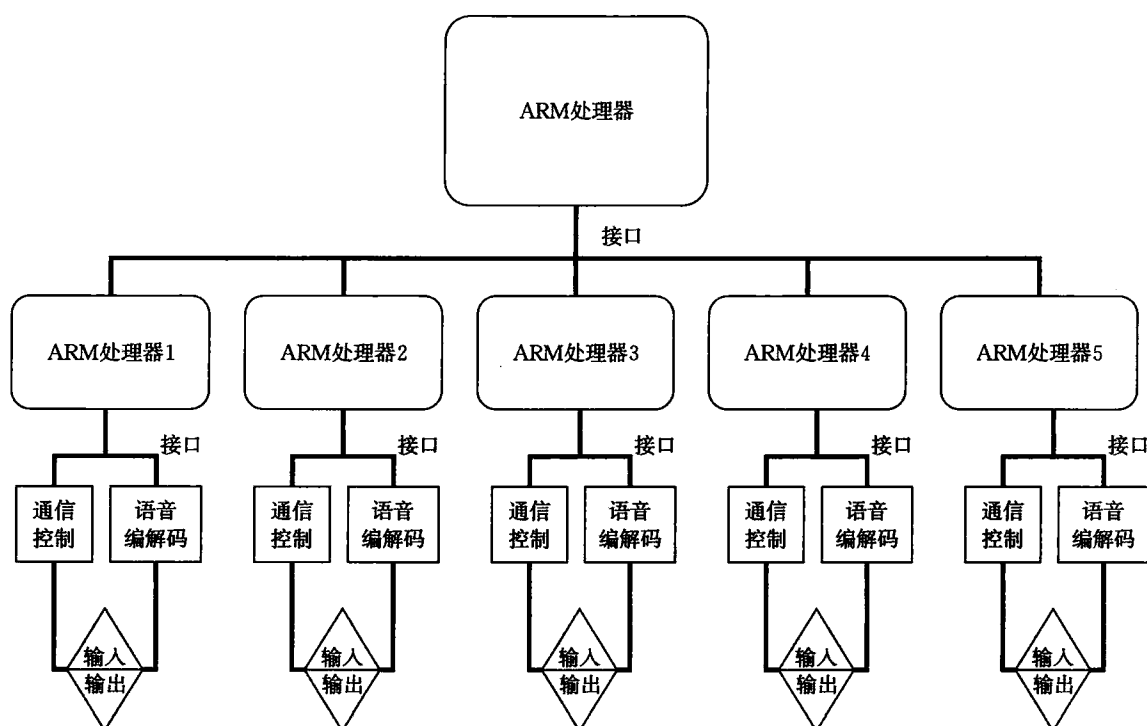 ARM处理器
接口
ARM处理器1
ARM处理器2
ARM处理器3
ARM处理器4
ARM处理器5
接口
接口
接口
接口
接口
通信
控制
语音
编解码
通信
控制
语音
编解码
通信
控制
语音
编解码
通信
控制
语音
编解码
通信
控制
语音
编解码
输入
输出
输入
输出
输入
输出
输入
输出
输入
输出